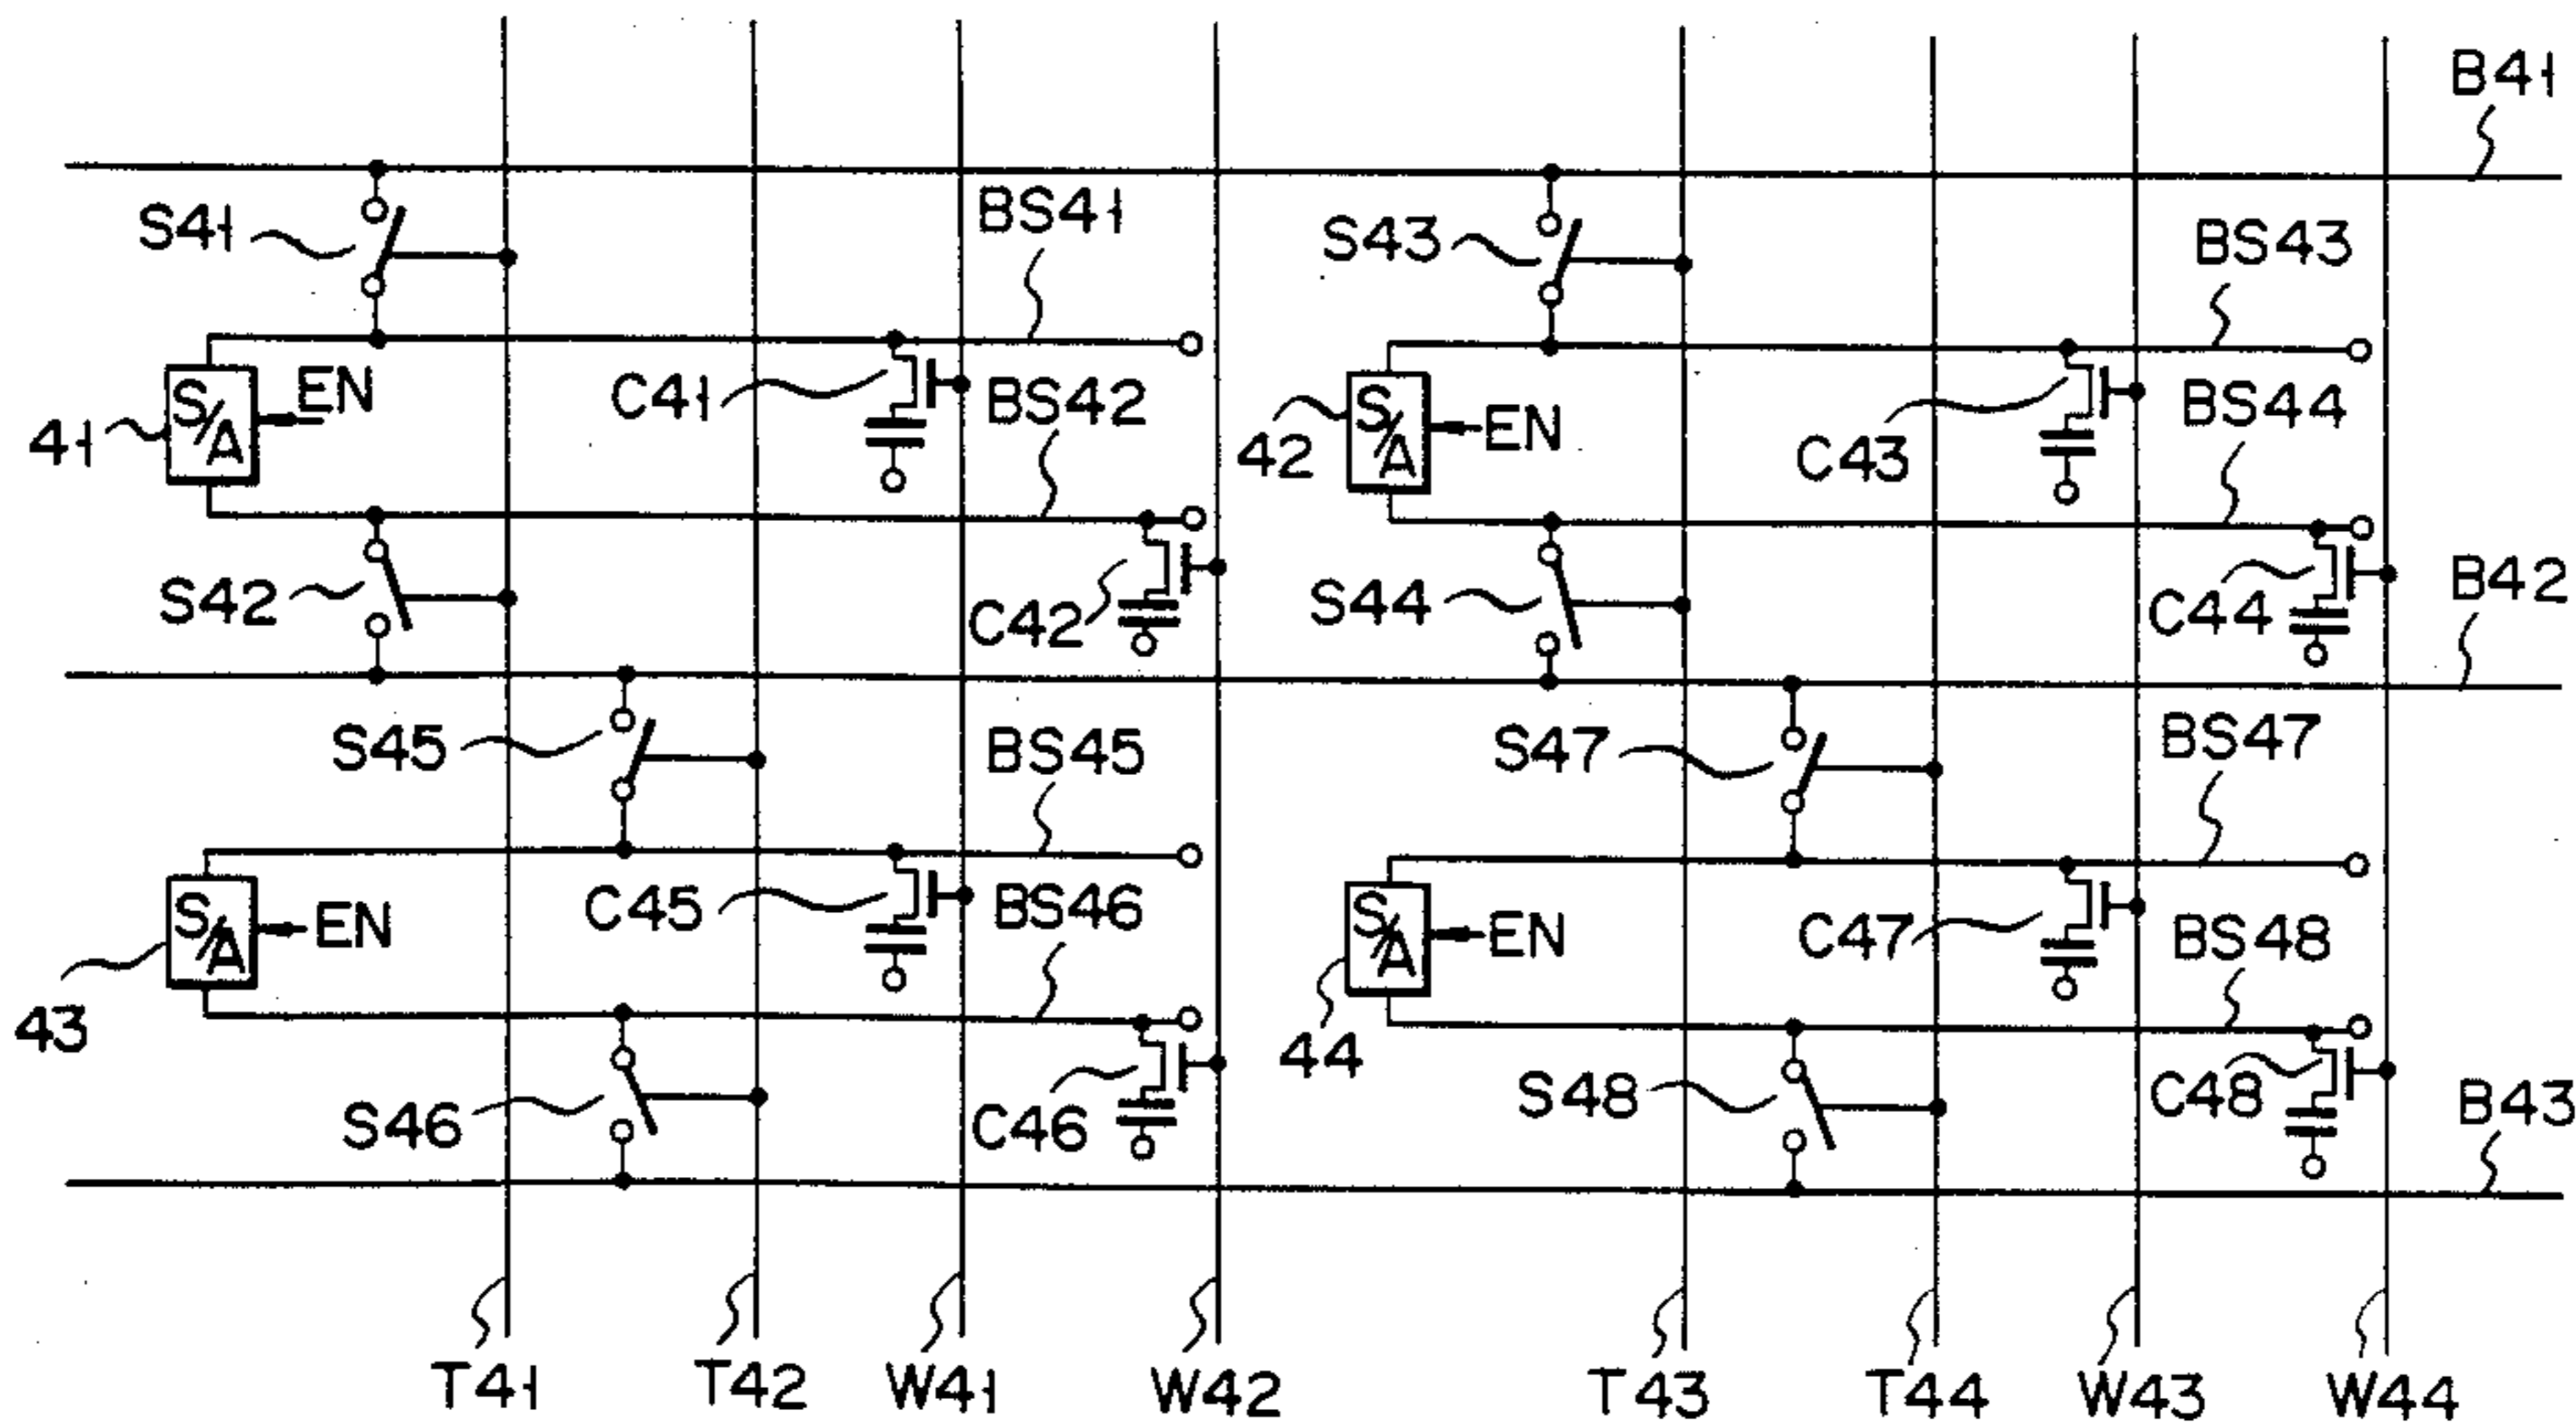 B41
S41
BS41
S43
BS43
S/A
EN
41
C41
BS42
42
S/A
EN
C43
BS44
S42
C42
S44
C44
B42
S45
BS45
S47
BS47
S/A
EN
43
C45
BS46
S/A
EN
44
C47
BS48
S46
C46
S48
C48
B43
T41
T42
W41
W42
T43
T44
W43
W44